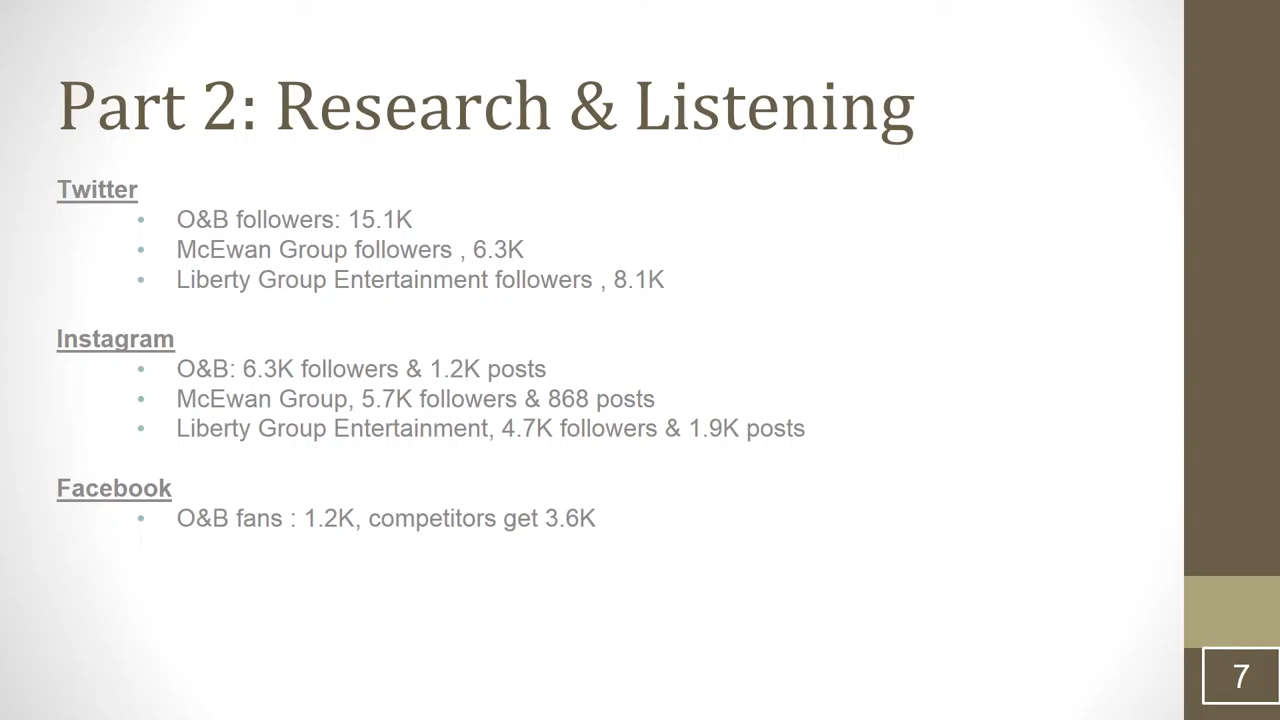 Part 2: Research & Listening
Twitter
• O&B followers: 15.1K
• McEwan Group followers , 6.3K
• Liberty Group Entertainment followers , 8.1K
Instagram
• O&B: 6.3K followers & 1.2K posts
• McEwan Group, 5.7K followers & 868 posts
• Liberty Group Entertainment, 4.7K followers & 1.9K posts
Facebook
• O&B fans : 1.2K, competitors get 3.6K
7